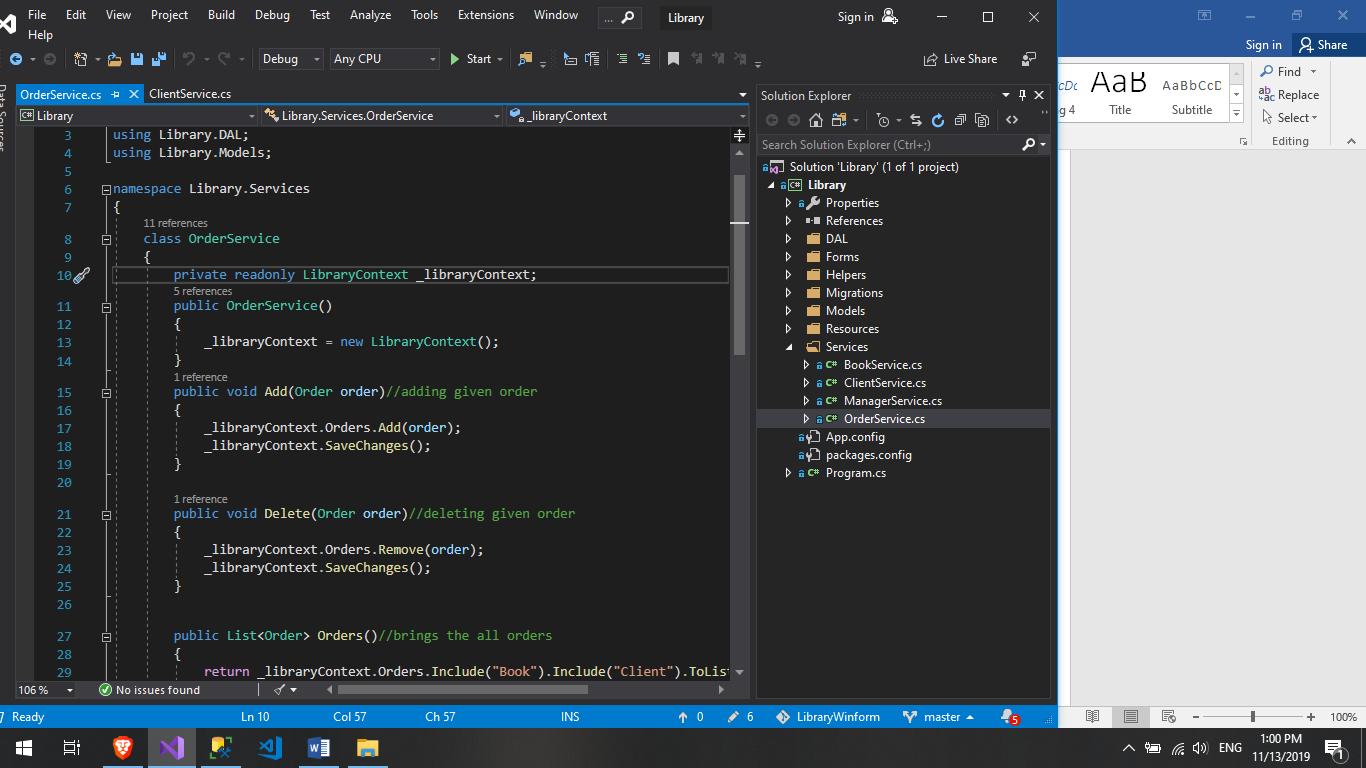 File Edit View Project Build Debug Test Analyze Tools Extensions Window ... Library Sign in
Help
Debug Any CPU Start Live Share
Data Sources
OrderService.cs ClientService.cs
Library Library.Services.OrderService _libraryContext
3 using Library.DAL;
4 using Library.Models;
5
6 namespace Library.Services
7 {
11 references
8 class OrderService
9 {
10 private readonly LibraryContext _libraryContext;
5 references
11 public OrderService()
12 {
13 _libraryContext = new LibraryContext();
14 }
1 reference
15 public void Add(Order order)//adding given order
16 {
17 _libraryContext.Orders.Add(order);
18 _libraryContext.SaveChanges();
19 }
20
1 reference
21 public void Delete(Order order)//deleting given order
22 {
23 _libraryContext.Orders.Remove(order);
24 _libraryContext.SaveChanges();
25 }
26
27 public List<Order> Orders()//brings the all orders
28 {
29 return _libraryContext.Orders.Include("Book").Include("Client").ToList
106 % No issues found
Solution Explorer
Search Solution Explorer (Ctrl+;)
Solution 'Library' (1 of 1 project)
C# Library
Properties
References
DAL
Forms
Helpers
Migrations
Models
Resources
Services
C# BookService.cs
C# ClientService.cs
C# ManagerService.cs
C# OrderService.cs
App.config
packages.config
C# Program.cs
Ready Ln 10 Col 57 Ch 57 INS 0 6 LibraryWinform master 5
Sign in Share
AaB AaBbCcD
g 4 Title Subtitle
Find
Replace
Select
Editing
100%
ENG
1:00 PM
11/13/2019
1